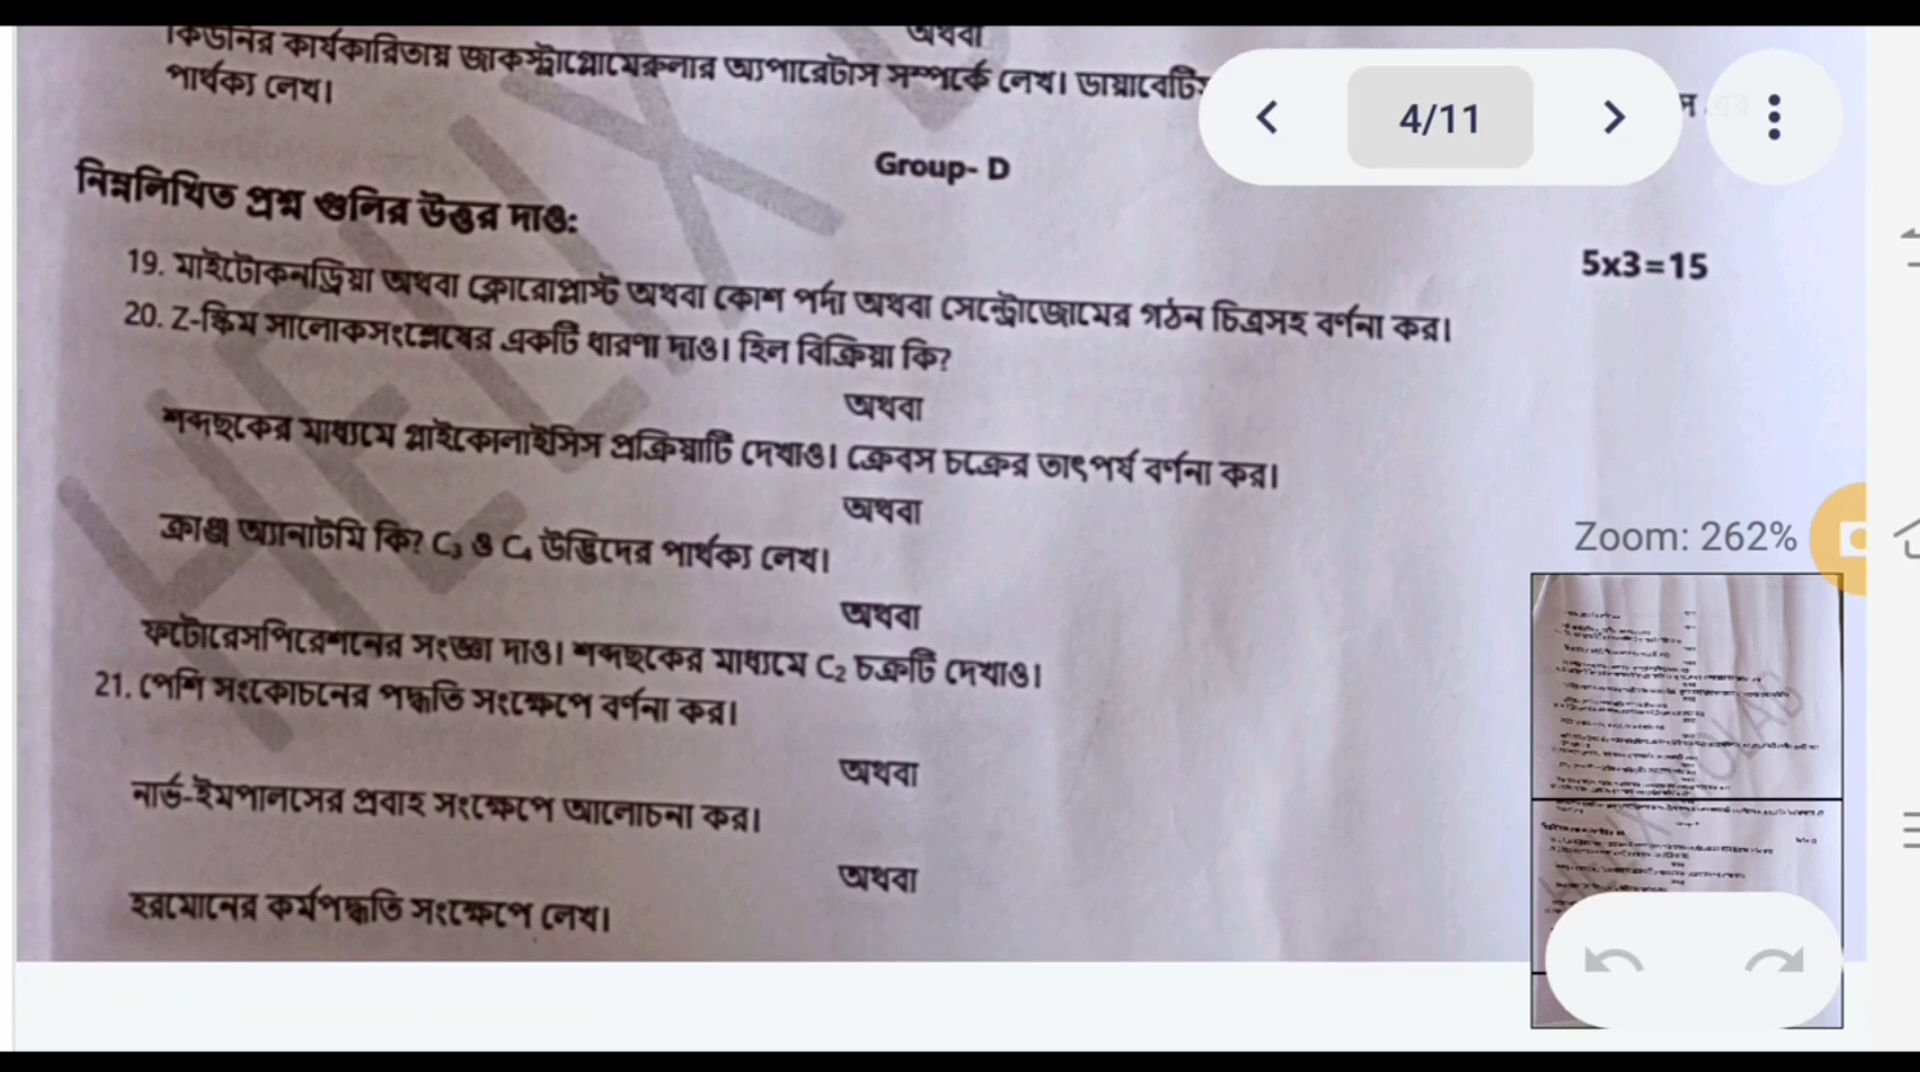 অথবা
কিডনির কার্যকারিতায় জাকস্ট্রাগ্লোমেরুলার অ্যাপারেটাস সম্পর্কে লেখ। ডায়াবেটিস
পার্থক্য লেখ।
4/11
Group- D
নিম্নলিখিত প্রশ্ন গুলির উত্তর দাও:
5x3=15
19. মাইটোকনড্রিয়া অথবা ক্লোরোপ্লাস্ট অথবা কোশ পর্দা অথবা সেন্ট্রোজোমের গঠন চিত্রসহ বর্ণনা কর।
20. Z-স্কিম সালোকসংশ্লেষের একটি ধারণা দাও। হিল বিক্রিয়া কি?
অথবা
শব্দছকের মাধ্যমে গ্লাইকোলাইসিস প্রক্রিয়াটি দেখাও। ক্রেবস চক্রের তাৎপর্য বর্ণনা কর।
অথবা
ক্রাঞ্জ অ্যানাটমি কি? C₃ ও C₄ উদ্ভিদের পার্থক্য লেখ।
Zoom: 262%
অথবা
ফটোরেসপিরেশনের সংজ্ঞা দাও। শব্দছকের মাধ্যমে C₂ চক্রটি দেখাও।
21. পেশি সংকোচনের পদ্ধতি সংক্ষেপে বর্ণনা কর।
অথবা
নার্ভ-ইমপালসের প্রবাহ সংক্ষেপে আলোচনা কর।
অথবা
হরমোনের কর্মপদ্ধতি সংক্ষেপে লেখ।